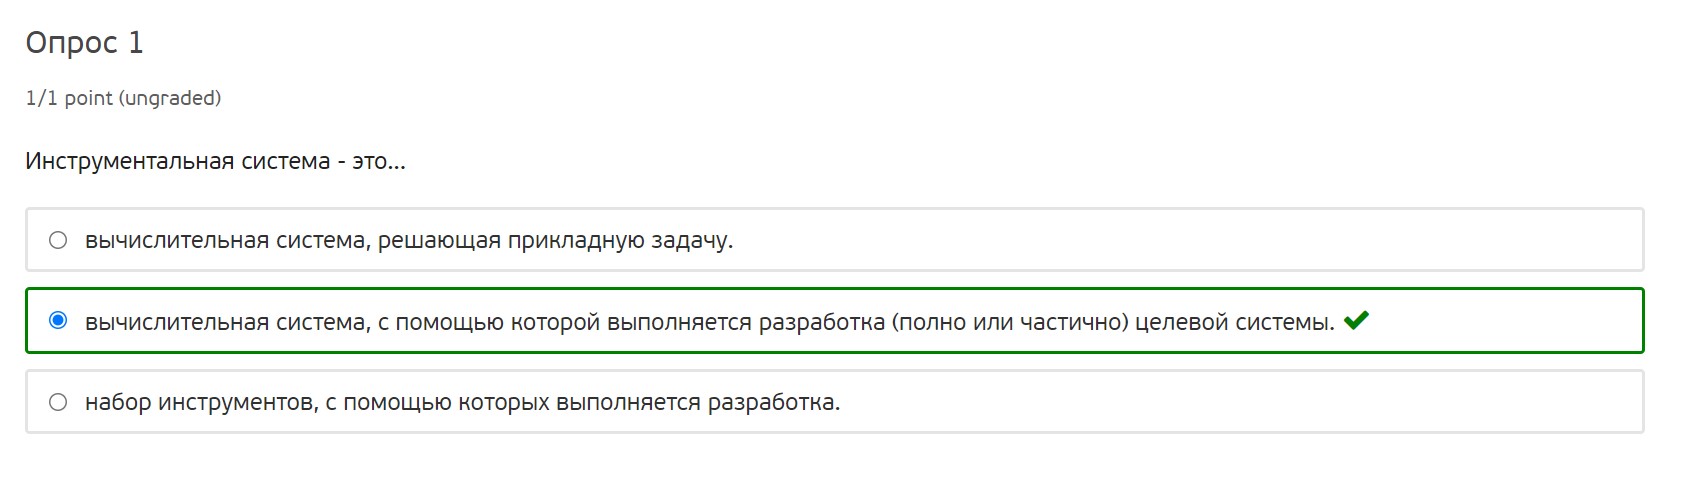 Опрос 1
1/1 point (ungraded)
Инструментальная система - это...
вычислительная система, решающая прикладную задачу.
вычислительная система, с помощью которой выполняется разработка (полно или частично) целевой системы.
набор инструментов, с помощью которых выполняется разработка.